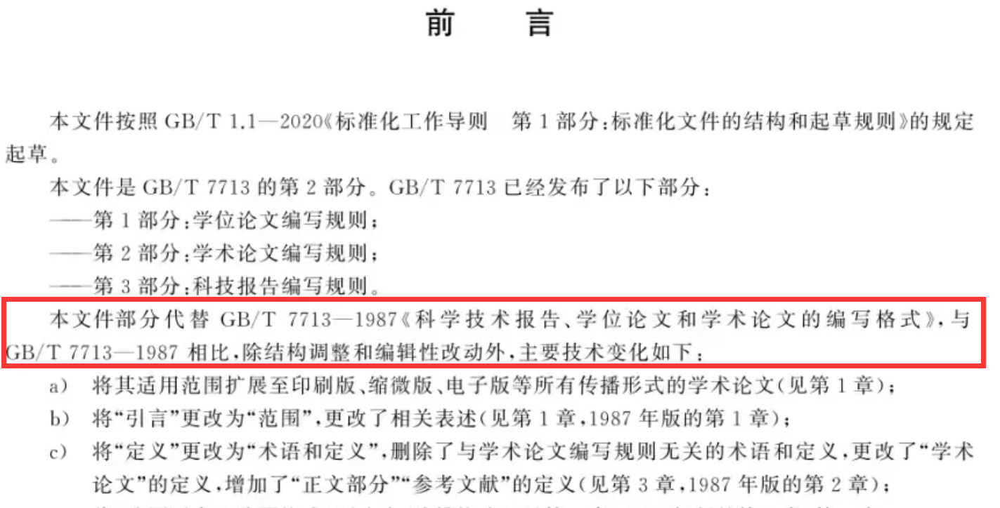 前 言
本文件按照 GB/T 1.1—2020《标准化工作导则 第 1 部分:标准化文件的结构和起草规则》的规定
起草。
本文件是 GB/T 7713 的第 2 部分。GB/T 7713 已经发布了以下部分:
——第 1 部分:学位论文编写规则;
——第 2 部分:学术论文编写规则;
——第 3 部分:科技报告编写规则。
本文件部分代替 GB/T 7713—1987《科学技术报告、学位论文和学术论文的编写格式》,与
GB/T 7713—1987 相比,除结构调整和编辑性改动外,主要技术变化如下:
a) 将其适用范围扩展至印刷版、缩微版、电子版等所有传播形式的学术论文(见第 1 章);
b) 将“引言”更改为“范围”,更改了相关表述(见第 1 章,1987 年版的第 1 章);
c) 将“定义”更改为“术语和定义”,删除了与学术论文编写规则无关的术语和定义,更改了“学术
论文”的定义,增加了“正文部分”“参考文献”的定义(见第 3 章,1987 年版的第 2 章);